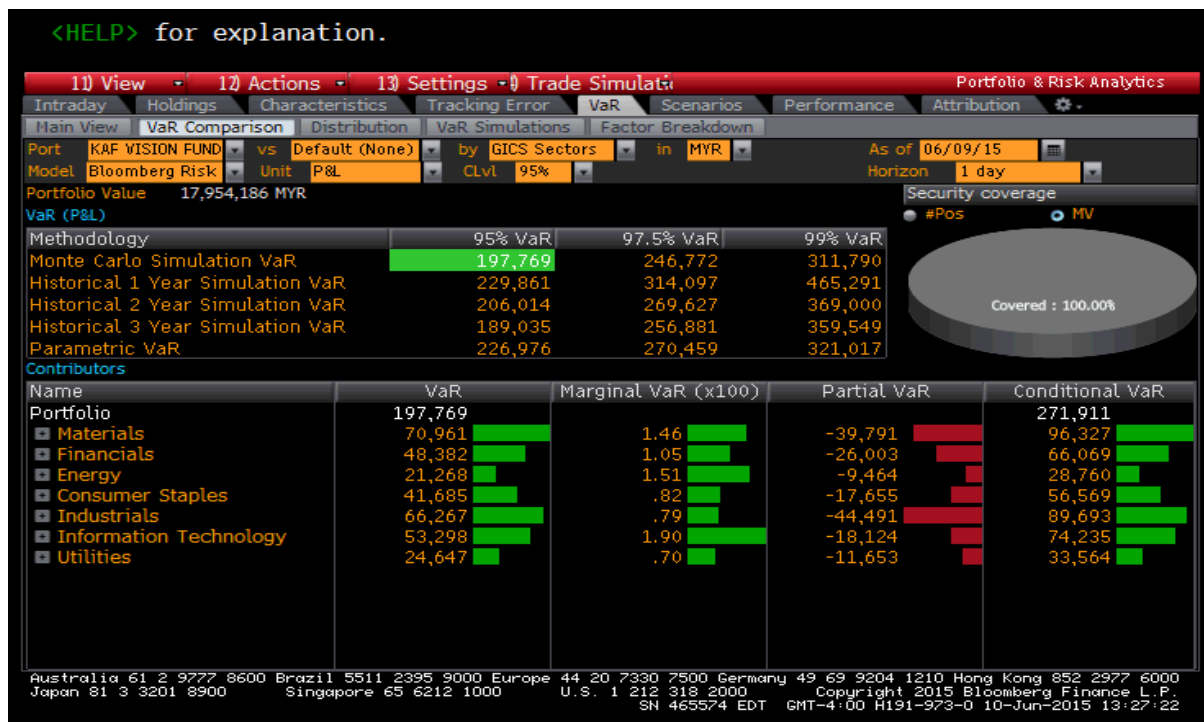 <HELP> for explanation.
11) View 12) Actions 13) Settings Trade Simulati Portfolio & Risk Analytics
Intraday Holdings Characteristics Tracking Error VaR Scenarios Performance Attribution
Main View VaR Comparison Distribution VaR Simulations Factor Breakdown
Port KAF VISION FUND vs Default (None) by GICS Sectors in MYR As of 06/09/15
Model Bloomberg Risk Unit P&L CLvl 95% Horizon 1 day
Portfolio Value 17,954,186 MYR Security coverage
VaR (P&L) #Pos MV
Methodology 95% VaR 97.5% VaR 99% VaR
Monte Carlo Simulation VaR 197,769 246,772 311,790
Historical 1 Year Simulation VaR 229,861 314,097 465,291
Historical 2 Year Simulation VaR 206,014 269,627 369,000 Covered : 100.00%
Historical 3 Year Simulation VaR 189,035 256,881 359,549
Parametric VaR 226,976 270,459 321,017
Contributors
Name VaR Marginal VaR (x100) Partial VaR Conditional VaR
Portfolio 197,769 271,911
Materials 70,961 1.46 -39,791 96,327
Financials 48,382 1.05 -26,003 66,069
Energy 21,268 1.51 -9,464 28,760
Consumer Staples 41,685 .82 -17,655 56,569
Industrials 66,267 .79 -44,491 89,693
Information Technology 53,298 1.90 -18,124 74,235
Utilities 24,647 .70 -11,653 33,564
Australia 61 2 9777 8600 Brazil 5511 2395 9000 Europe 44 20 7330 7500 Germany 49 69 9204 1210 Hong Kong 852 2977 6000
Japan 81 3 3201 8900 Singapore 65 6212 1000 U.S. 1 212 318 2000 Copyright 2015 Bloomberg Finance L.P.
SN 465574 EDT GMT-4:00 H191-973-0 10-Jun-2015 13:27:22